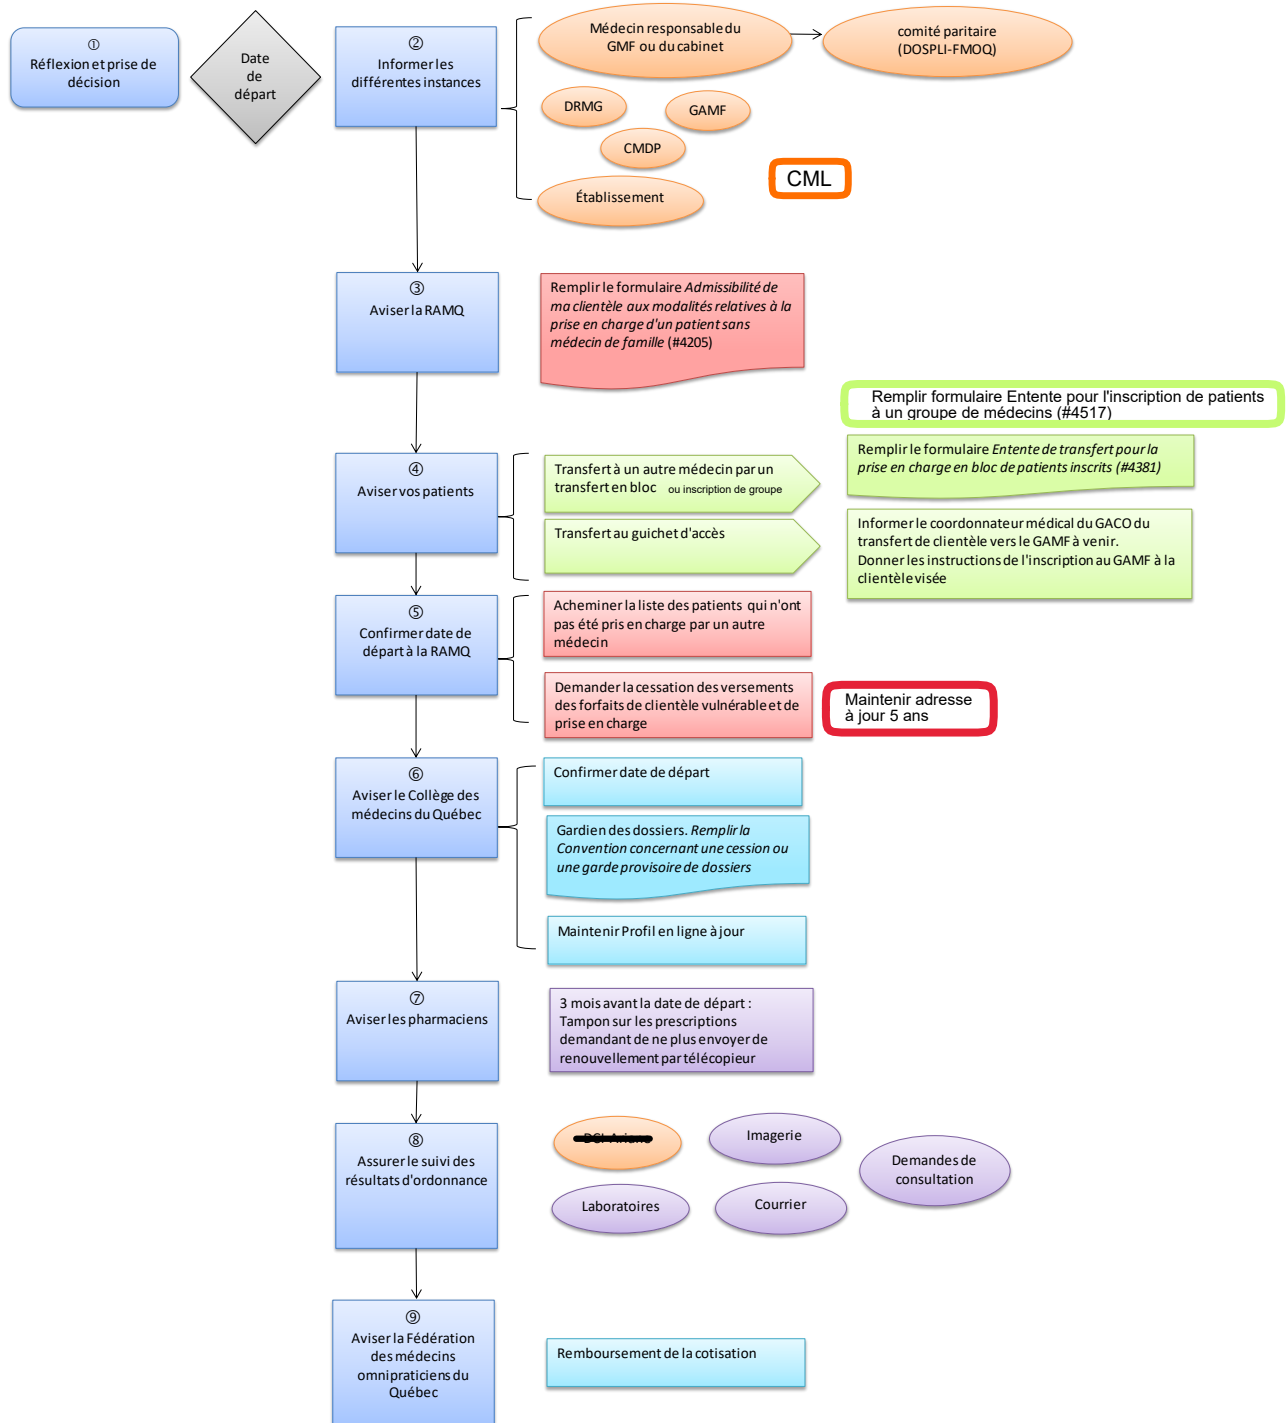 ①
Réflexion et prise de
décision
Date
de
départ
②
Informer les
différentes instances
Médecin responsable du
GMF ou du cabinet
comité paritaire
(DOSPLI-FMOQ)
DRMG
GAMF
CMDP
CML
Établissement
③
Aviser la RAMQ
Remplir le formulaire Admissibilité de
ma clientèle aux modalités relatives à la
prise en charge d'un patient sans
médecin de famille (#4205)
Remplir formulaire Entente pour l'inscription de patients
à un groupe de médecins (#4517)
④
Aviser vos patients
Transfert à un autre médecin par un
transfert en bloc ou inscription de groupe
Remplir le formulaire Entente de transfert pour la
prise en charge en bloc de patients inscrits (#4381)
Transfert au guichet d'accès
Informer le coordonnateur médical du GACO du
transfert de clientèle vers le GAMF à venir.
Donner les instructions de l'inscription au GAMF à la
clientèle visée
⑤
Confirmer date de
départ à la RAMQ
Acheminer la liste des patients qui n'ont
pas été pris en charge par un autre
médecin
Demander la cessation des versements
des forfaits de clientèle vulnérable et de
prise en charge
Maintenir adresse
à jour 5 ans
⑥
Aviser le Collège des
médecins du Québec
Confirmer date de départ
Gardien des dossiers. Remplir la
Convention concernant une cession ou
une garde provisoire de dossiers
Maintenir Profil en ligne à jour
⑦
Aviser les pharmaciens
3 mois avant la date de départ :
Tampon sur les prescriptions
demandant de ne plus envoyer de
renouvellement par télécopieur
⑧
Assurer le suivi des
résultats d'ordonnance
Imagerie
Demandes de
consultation
Laboratoires
Courrier
⑨
Aviser la Fédération
des médecins
omnipraticiens du
Québec
Remboursement de la cotisation